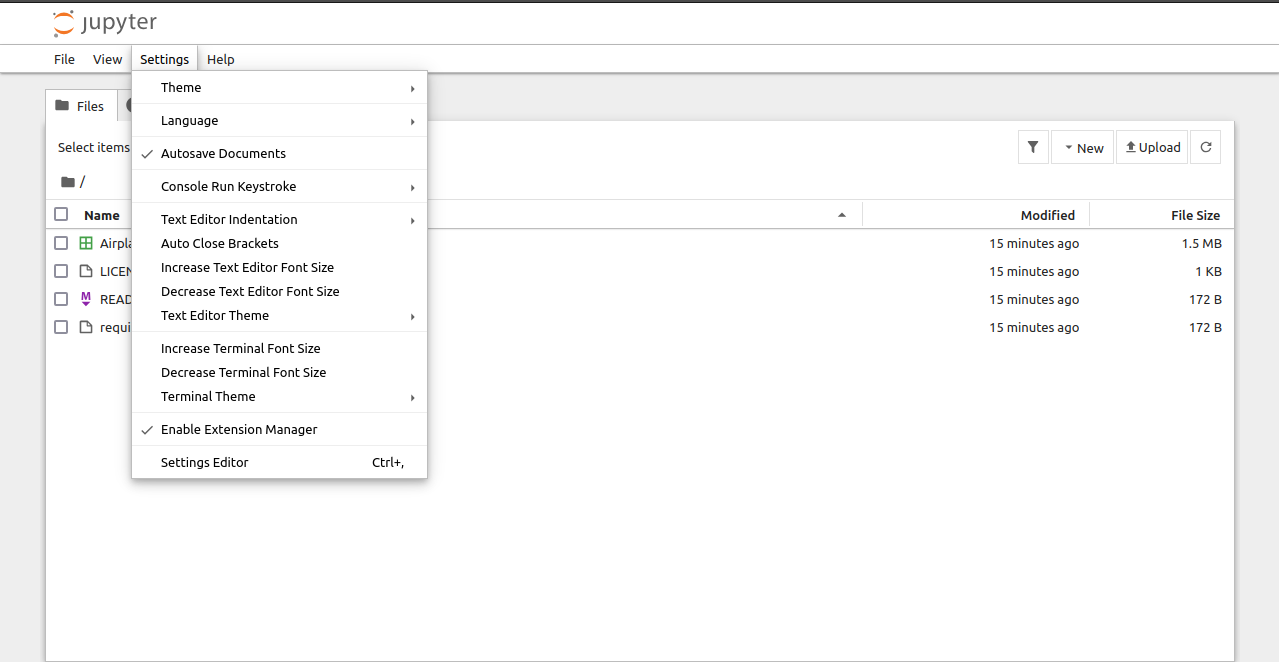 jupyter
File View Settings Help
Theme
Language
Autosave Documents
Console Run Keystroke
Text Editor Indentation
Auto Close Brackets
Increase Text Editor Font Size
Decrease Text Editor Font Size
Text Editor Theme
Increase Terminal Font Size
Decrease Terminal Font Size
Terminal Theme
Enable Extension Manager
Settings Editor Ctrl+,
Files
Select items
New Upload
/
Name Modified File Size
Airpla 15 minutes ago 1.5 MB
LICEN 15 minutes ago 1 KB
READ 15 minutes ago 172 B
requi 15 minutes ago 172 B